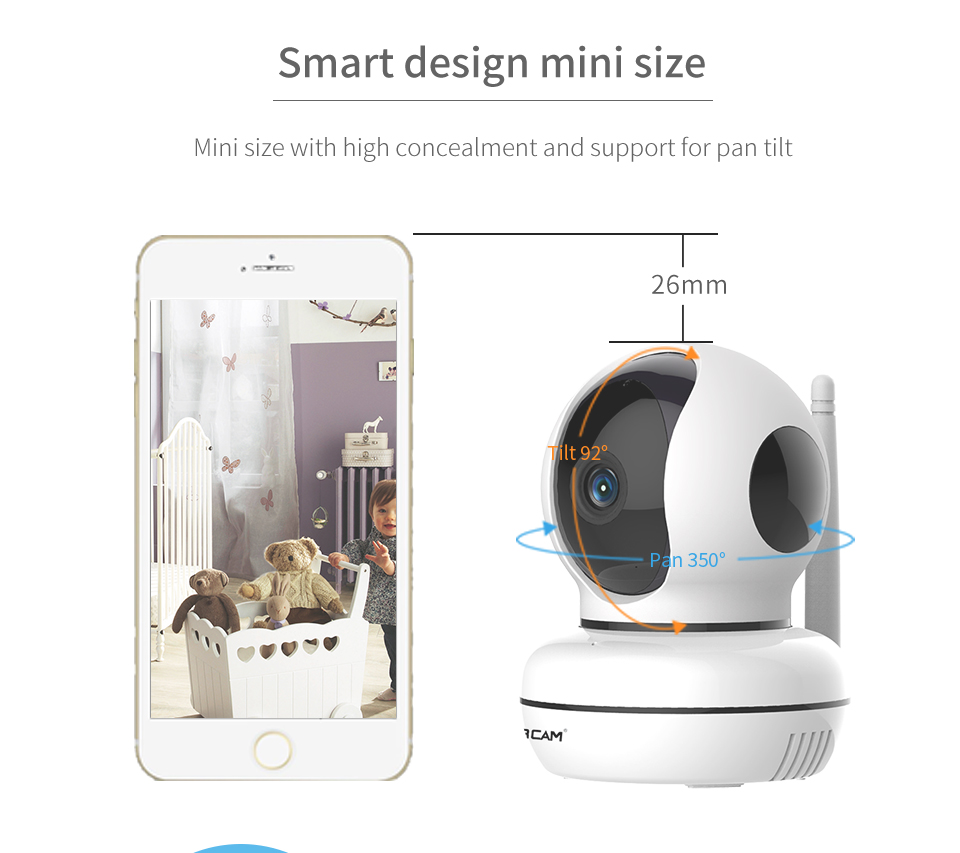 Smart design mini size
Mini size with high concealment and support for pan tilt
26mm
Tilt 92°
Pan 350°
CAM